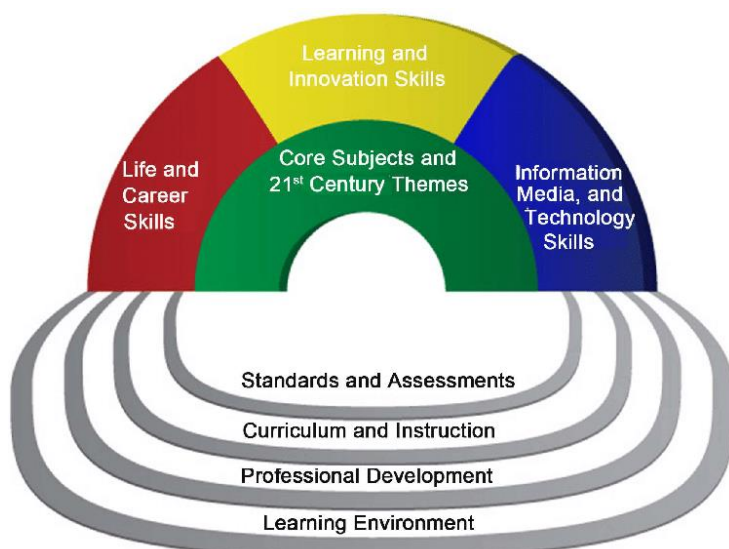 Learning and
Innovation Skills
Life and
Career
Skills
Core Subjects and
21st Century Themes
Information
Media, and
Technology
Skills
Standards and Assessments
Curriculum and Instruction
Professional Development
Learning Environment